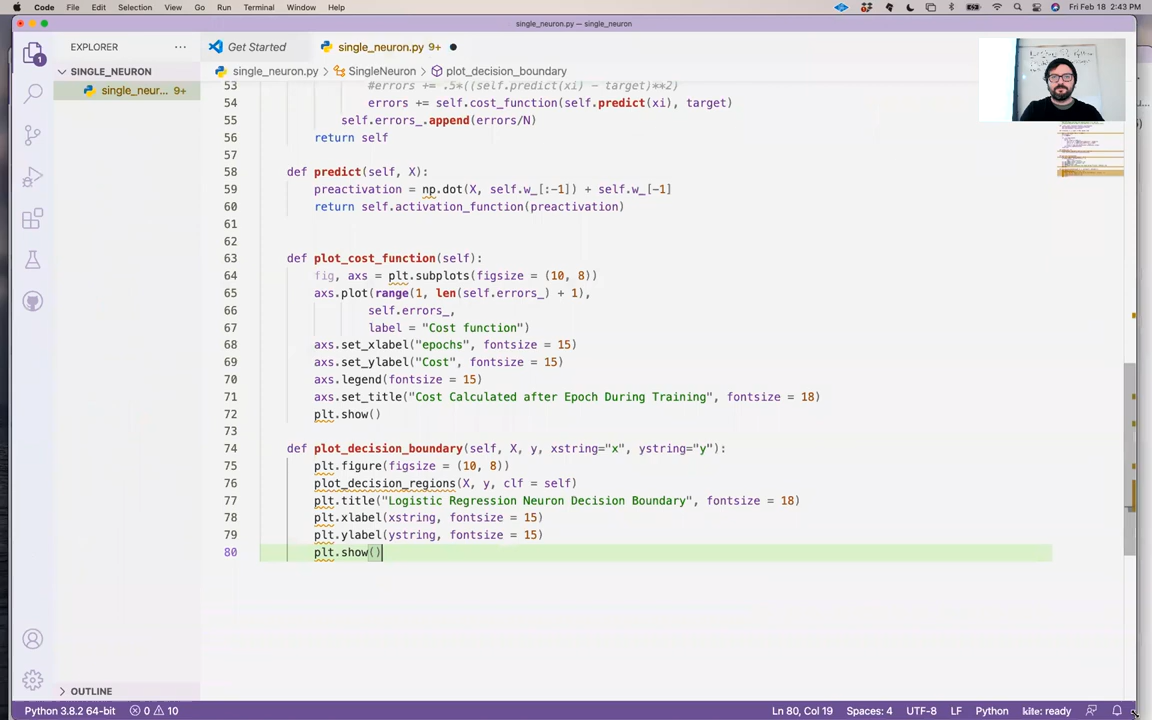 Code File Edit Selection View Go Run Terminal Window Help Fri Feb 18 2:43 PM
single_neuron.py — single_neuron
EXPLORER ··· Get Started single_neuron.py 9+
SINGLE_NEURON single_neuron.py > SingleNeuron > plot_decision_boundary
single_neur... 9+
53 #errors += .5*((self.predict(xi) - target)**2)
54 errors += self.cost_function(self.predict(xi), target)
55 self.errors_.append(errors/N)
56 return self
57
58 def predict(self, X):
59 preactivation = np.dot(X, self.w_[:-1]) + self.w_[-1]
60 return self.activation_function(preactivation)
61
62
63 def plot_cost_function(self):
64 fig, axs = plt.subplots(figsize = (10, 8))
65 axs.plot(range(1, len(self.errors_) + 1),
66 self.errors_,
67 label = "Cost function")
68 axs.set_xlabel("epochs", fontsize = 15)
69 axs.set_ylabel("Cost", fontsize = 15)
70 axs.legend(fontsize = 15)
71 axs.set_title("Cost Calculated after Epoch During Training", fontsize = 18)
72 plt.show()
73
74 def plot_decision_boundary(self, X, y, xstring="x", ystring="y"):
75 plt.figure(figsize = (10, 8))
76 plot_decision_regions(X, y, clf = self)
77 plt.title("Logistic Regression Neuron Decision Boundary", fontsize = 18)
78 plt.xlabel(xstring, fontsize = 15)
79 plt.ylabel(ystring, fontsize = 15)
80 plt.show()
OUTLINE
Python 3.8.2 64-bit 0 10 Ln 80, Col 19 Spaces: 4 UTF-8 LF Python kite: ready